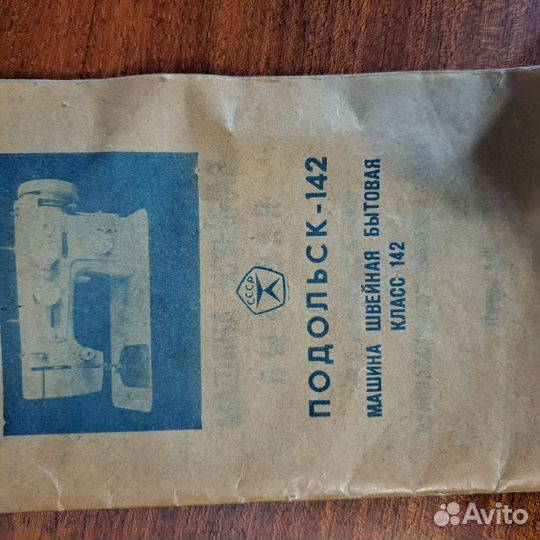 СССР
ПОДОЛЬСК-142
МАШИНА ШВЕЙНАЯ БЫТОВАЯ
КЛАСС 142
Avito